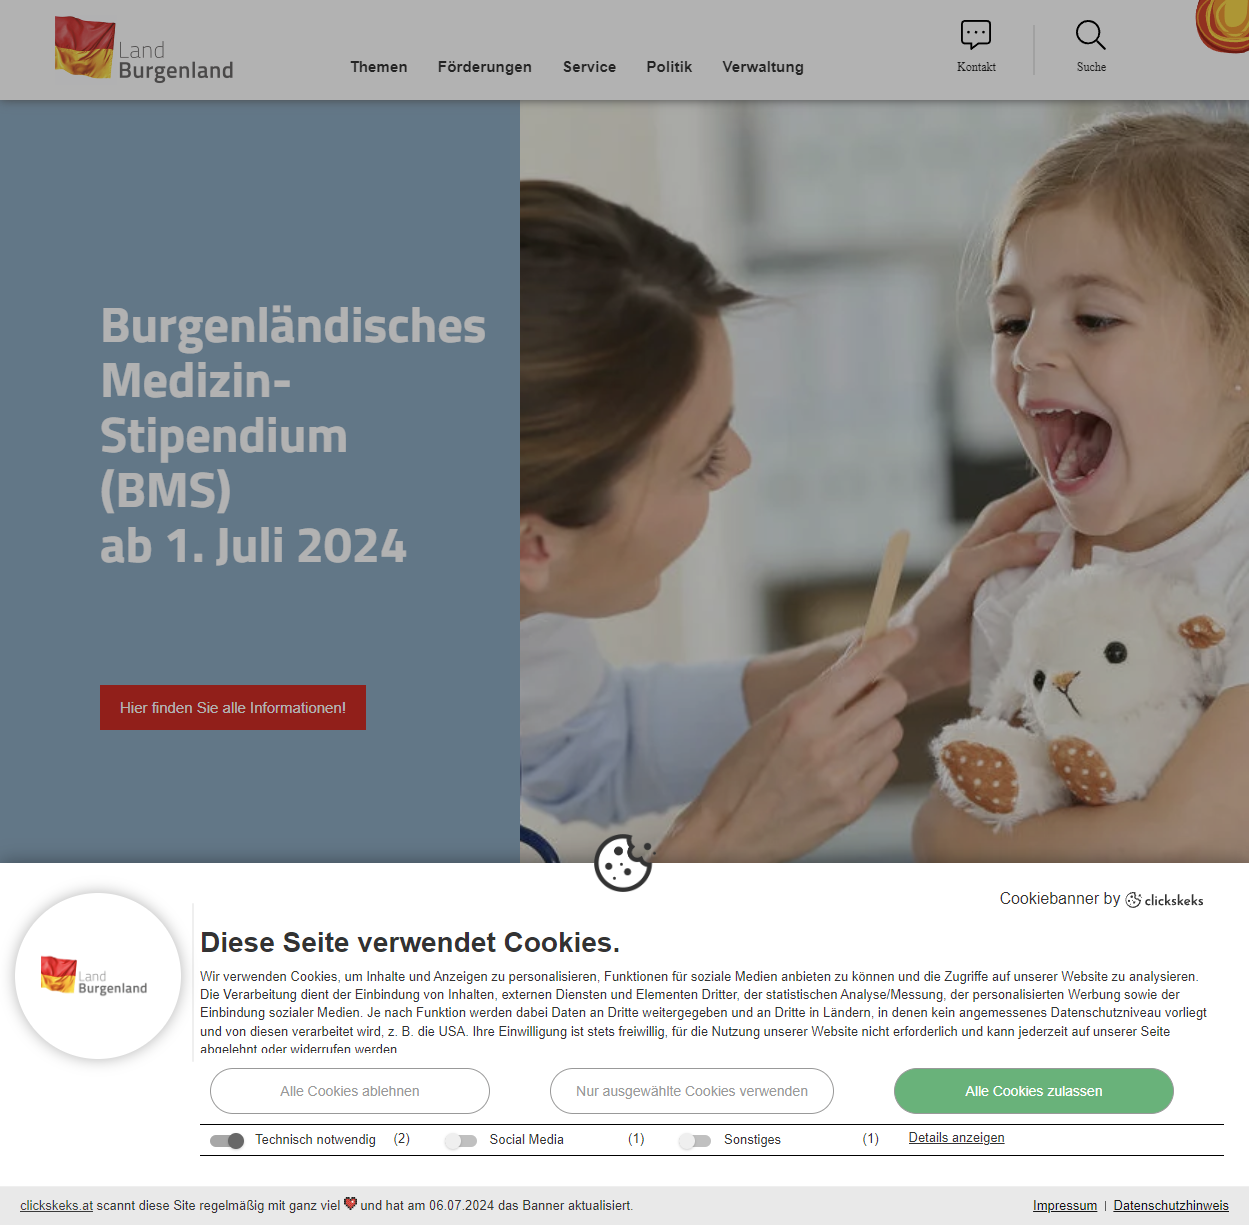 Land
Burgenland
Themen Förderungen Service Politik Verwaltung
Kontakt
Suche
Burgenländisches
Medizin-
Stipendium
(BMS)
ab 1. Juli 2024
Hier finden Sie alle Informationen!
Cookiebanner by clickskeks
Land
Burgenland
Diese Seite verwendet Cookies.
Wir verwenden Cookies, um Inhalte und Anzeigen zu personalisieren, Funktionen für soziale Medien anbieten zu können und die Zugriffe auf unserer Website zu analysieren.
Die Verarbeitung dient der Einbindung von Inhalten, externen Diensten und Elementen Dritter, der statistischen Analyse/Messung, der personalisierten Werbung sowie der
Einbindung sozialer Medien. Je nach Funktion werden dabei Daten an Dritte weitergegeben und an Dritte in Ländern, in denen kein angemessenes Datenschutzniveau vorliegt
und von diesen verarbeitet wird, z. B. die USA. Ihre Einwilligung ist stets freiwillig, für die Nutzung unserer Website nicht erforderlich und kann jederzeit auf unserer Seite
abgelehnt oder widerrufen werden
Alle Cookies ablehnen
Nur ausgewählte Cookies verwenden
Alle Cookies zulassen
Technisch notwendig (2) Social Media (1) Sonstiges (1) Details anzeigen
clickskeks.at scannt diese Site regelmäßig mit ganz viel und hat am 06.07.2024 das Banner aktualisiert.
Impressum | Datenschutzhinweis